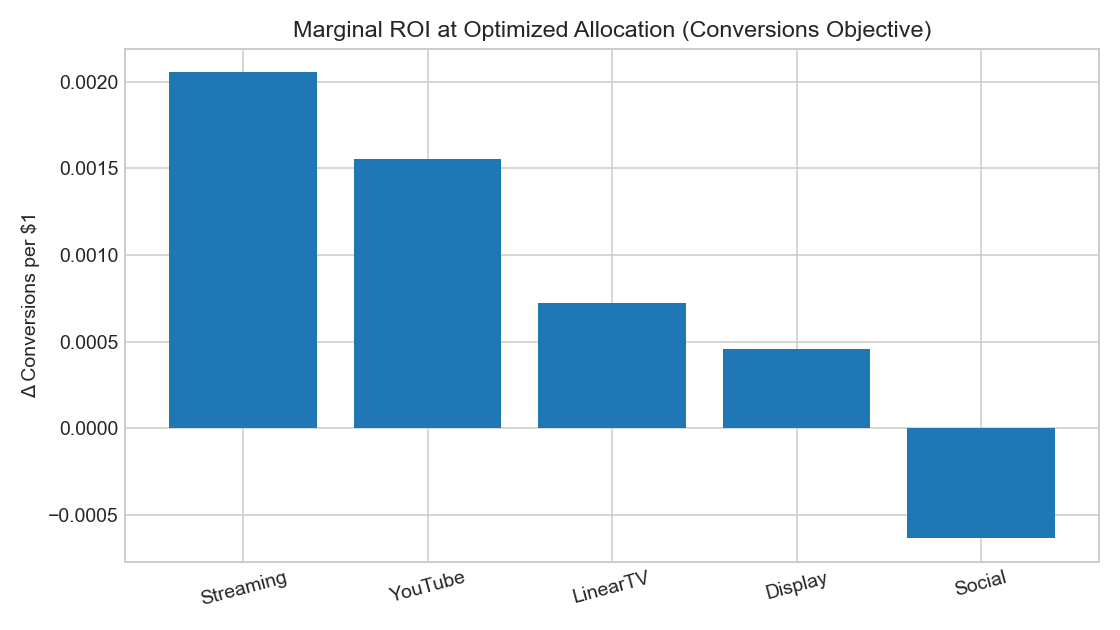 Marginal ROI at Optimized Allocation (Conversions Objective)
Δ Conversions per $1
0.0020
0.0015
0.0010
0.0005
0.0000
−0.0005
Streaming
YouTube
LinearTV
Display
Social